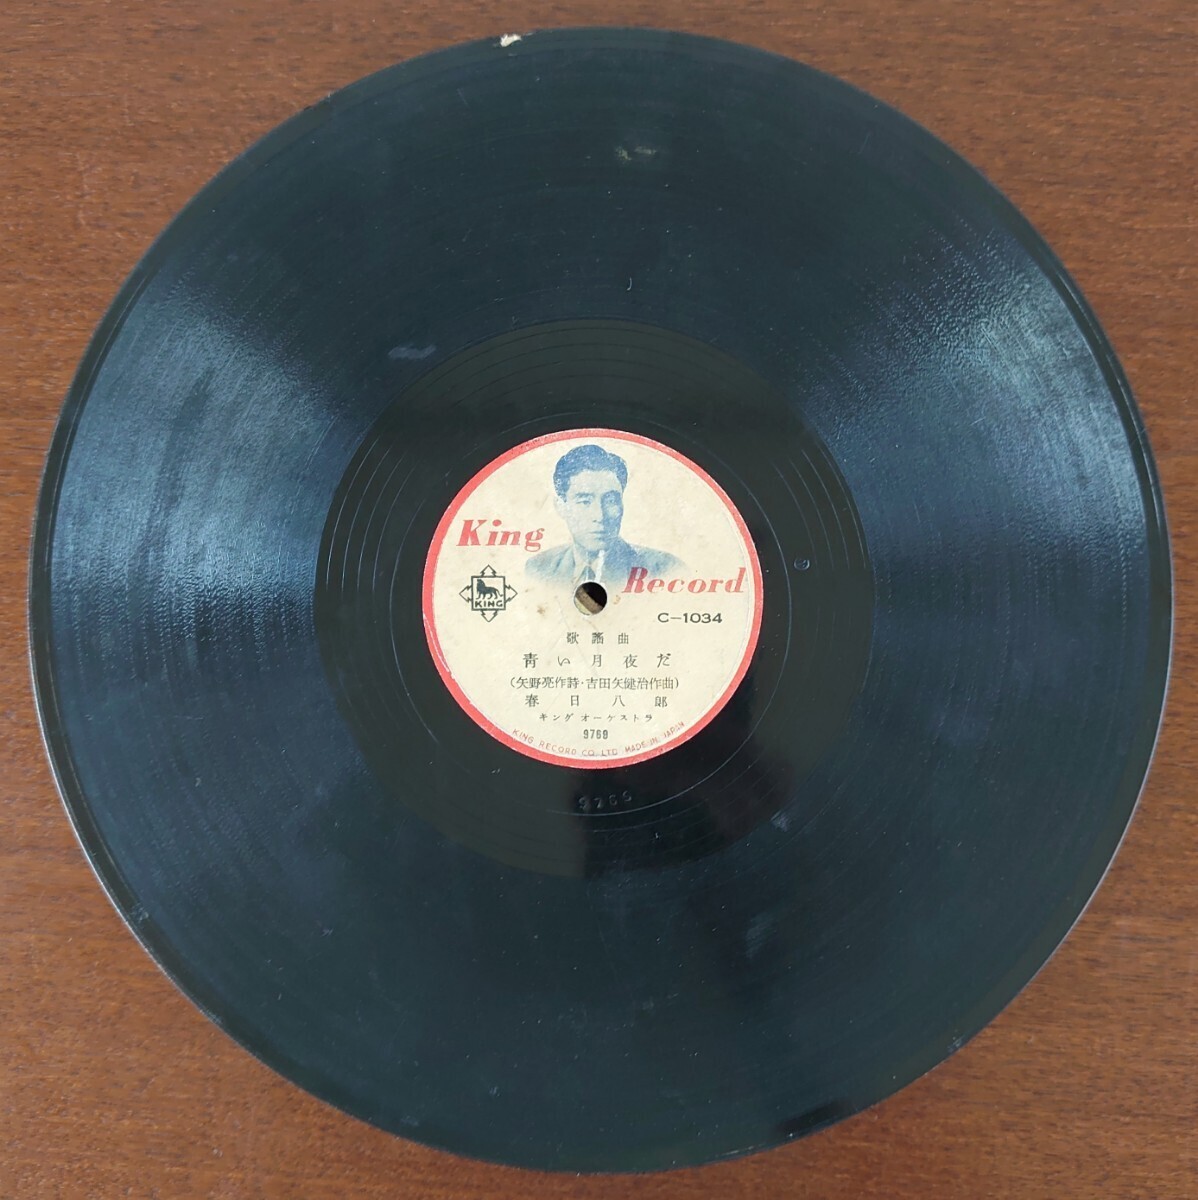 King
Record
KING
C-1034
歌謡曲
青い月夜だ
(矢野亮作詩・吉田矢健治作曲)
春日八郎
キングオーケストラ
9769
KING RECORD CO., LTD. MADE IN JAPAN